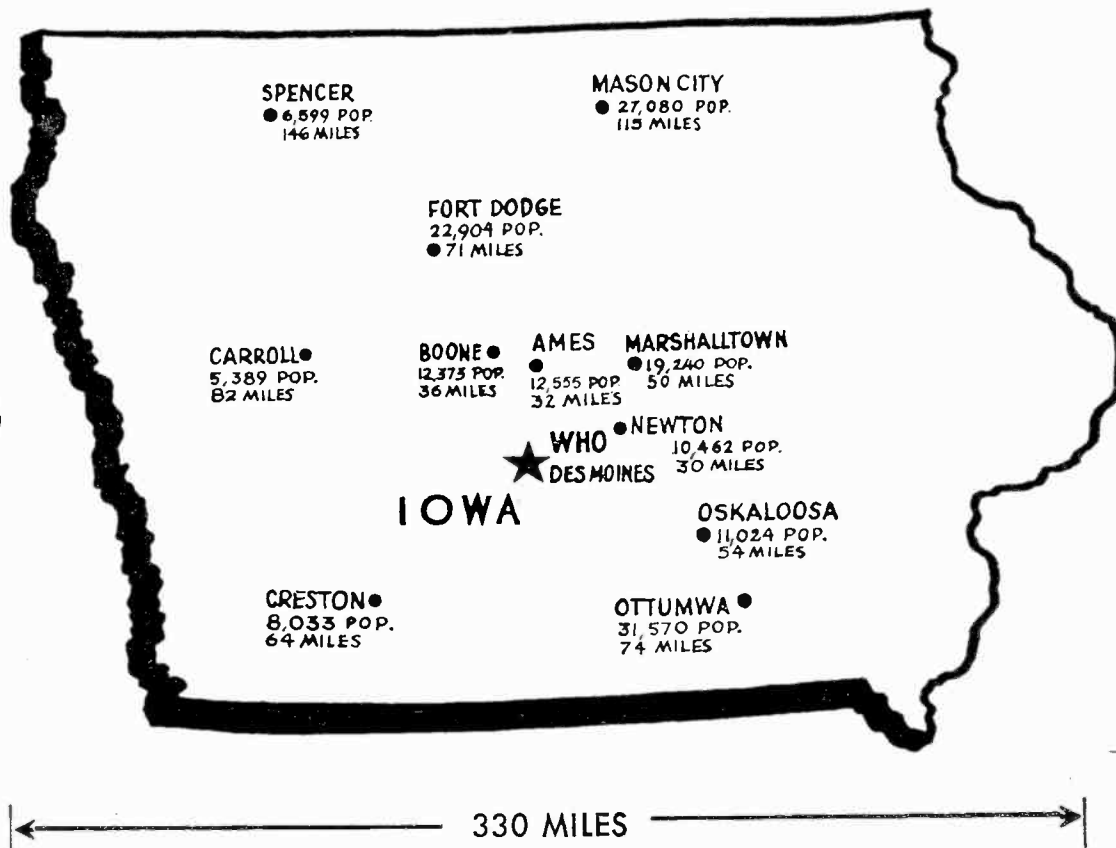 SPENCER
6,599 POP.
146 MILES
MASON CITY
27,080 POP.
115 MILES
FORT DODGE
22,904 POP.
71 MILES
CARROLL
5,389 POP.
82 MILES
BOONE
12,373 POP.
36 MILES
AMES
12,555 POP.
32 MILES
MARSHALLTOWN
19,240 POP.
50 MILES
NEWTON
10,462 POP.
30 MILES
WHO
DES MOINES
IOWA
OSKALOOSA
11,024 POP.
54 MILES
CRESTON
8,033 POP.
64 MILES
OTTUMWA
31,570 POP.
74 MILES
330 MILES